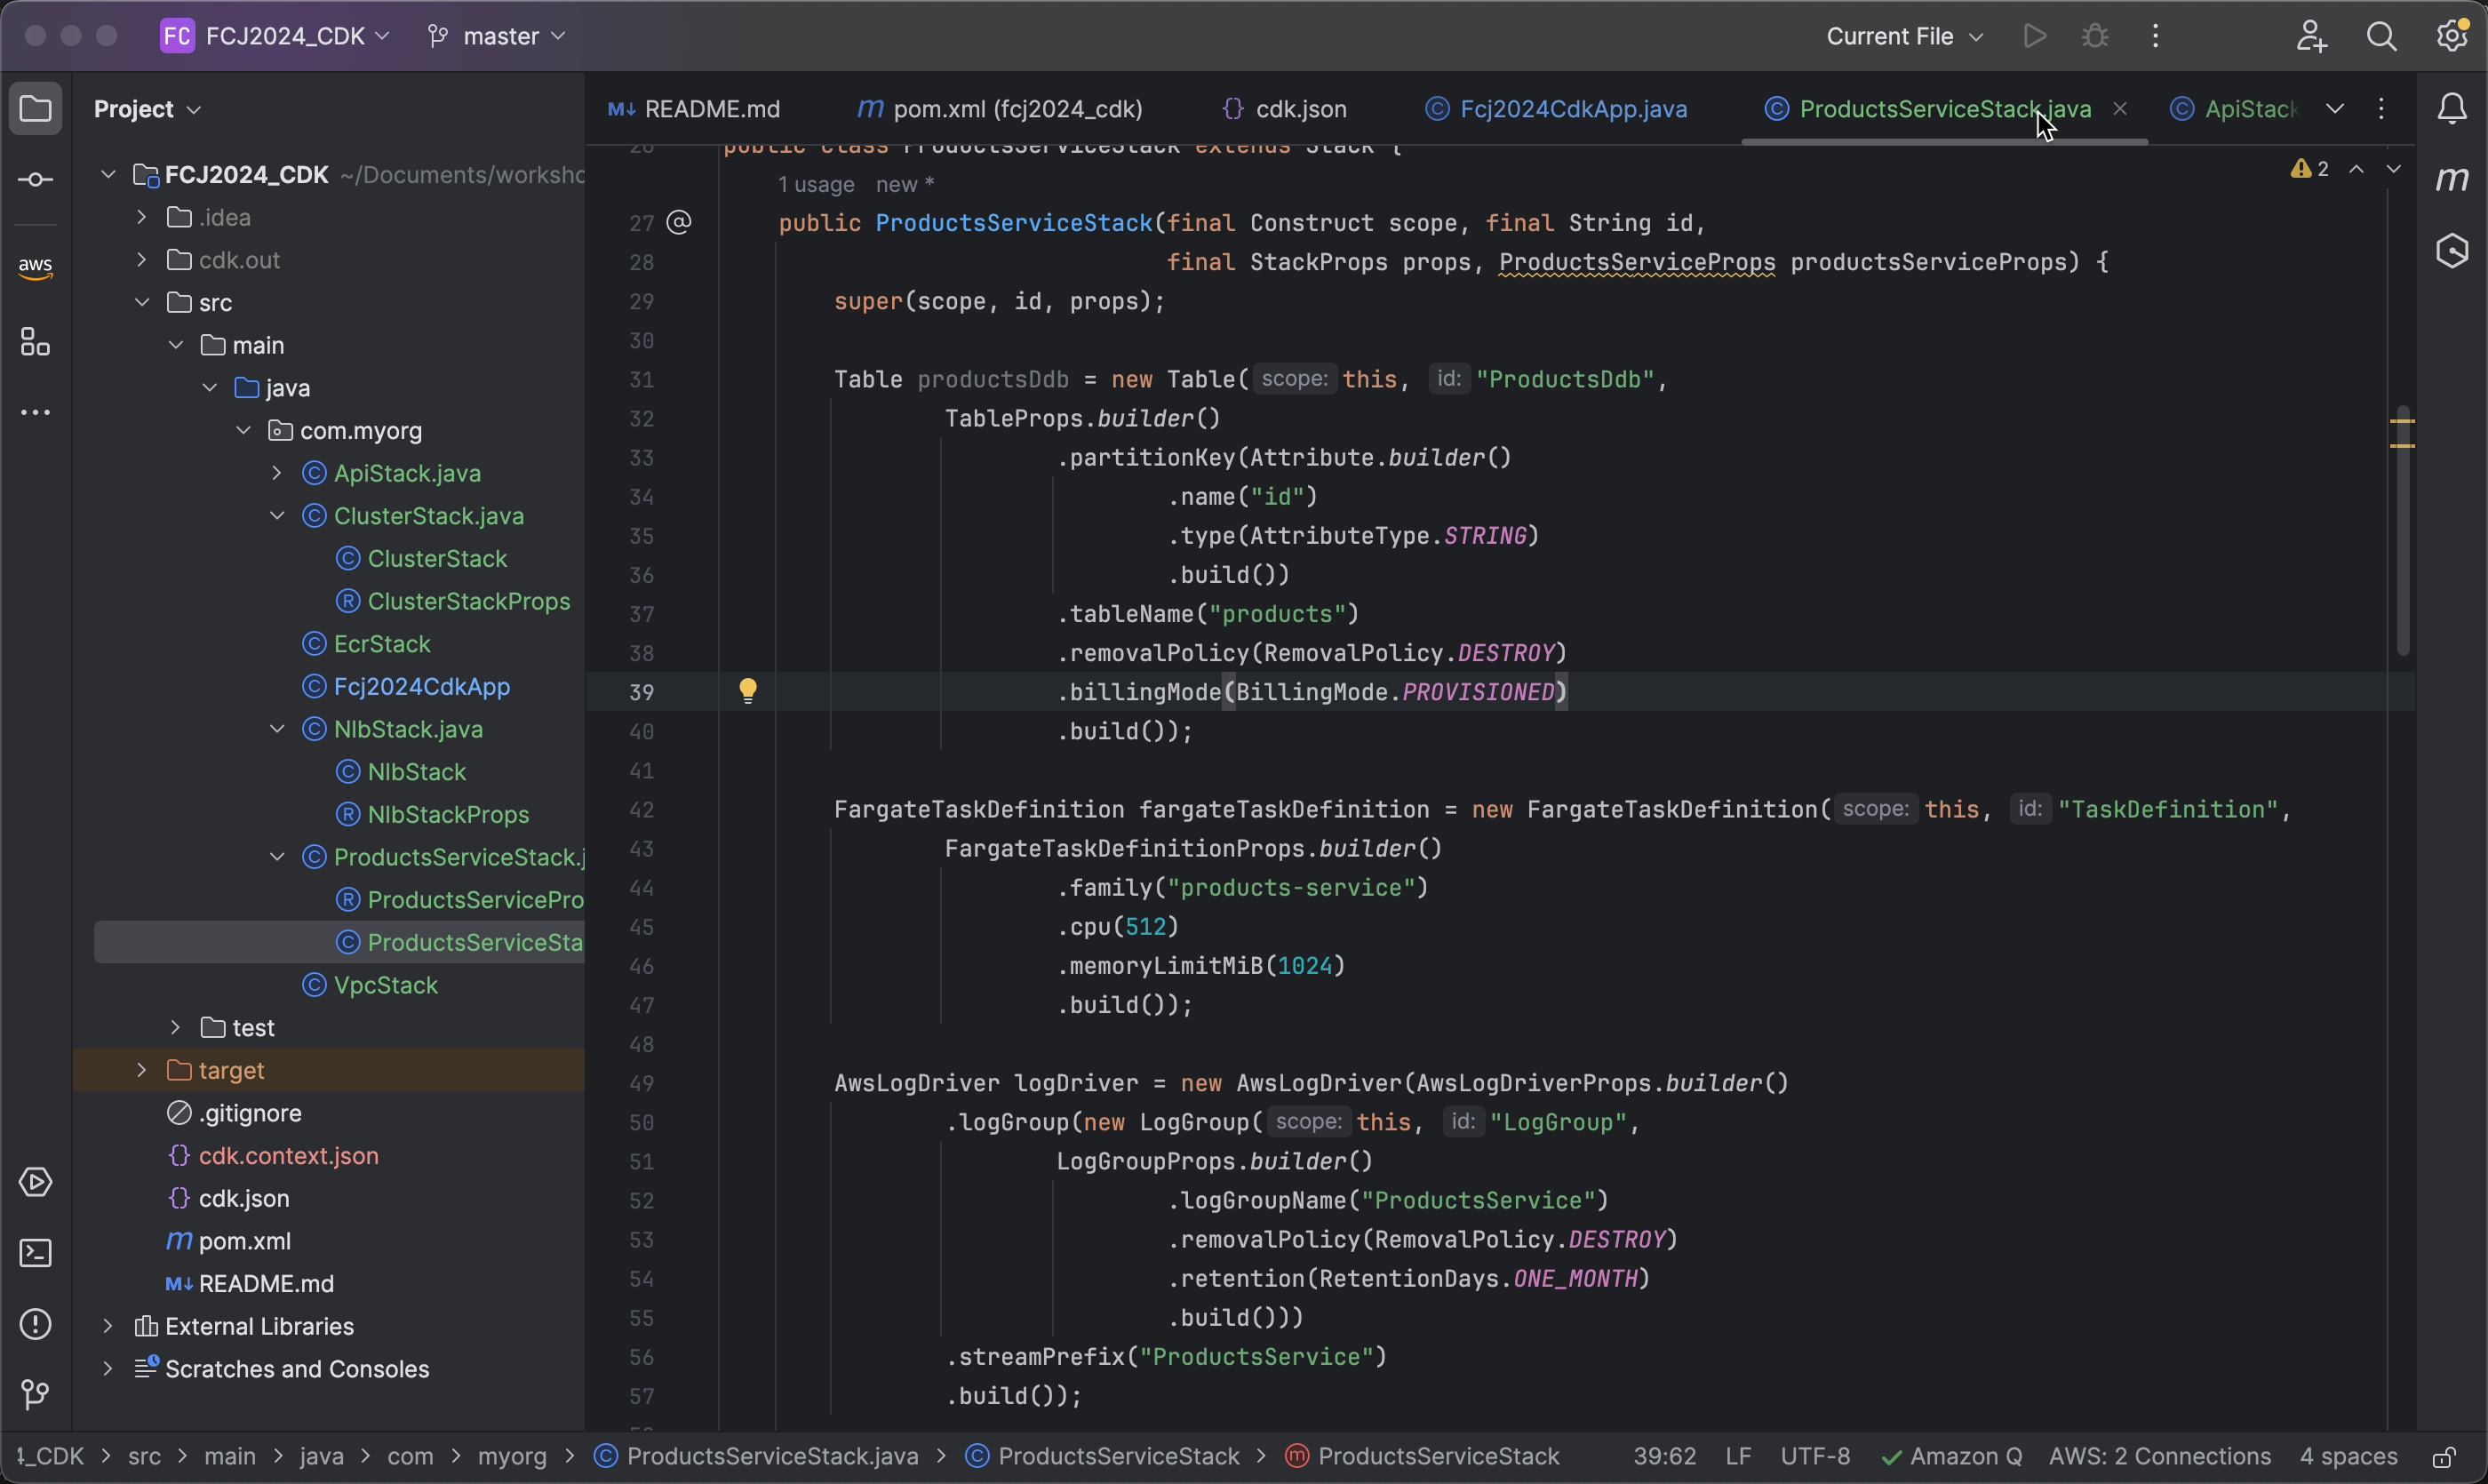 FC FCJ2024_CDK master Current File
aws
Project
FCJ2024_CDK ~/Documents/worksho
.idea
cdk.out
src
main
java
com.myorg
ApiStack.java
ClusterStack.java
ClusterStack
ClusterStackProps
EcrStack
Fcj2024CdkApp
NlbStack.java
NlbStack
NlbStackProps
ProductsServiceStack.j
ProductsServicePro
ProductsServiceSta
VpcStack
test
target
.gitignore
cdk.context.json
cdk.json
pom.xml
README.md
External Libraries
Scratches and Consoles
README.md pom.xml (fcj2024_cdk) cdk.json Fcj2024CdkApp.java ProductsServiceStack.java ApiStack
26 public class ProductsServiceStack extends Stack {
1 usage new * 2
27 public ProductsServiceStack(final Construct scope, final String id,
28 final StackProps props, ProductsServiceProps productsServiceProps) {
29 super(scope, id, props);
30
31 Table productsDdb = new Table( scope: this, id: "ProductsDdb",
32 TableProps.builder()
33 .partitionKey(Attribute.builder()
34 .name("id")
35 .type(AttributeType.STRING)
36 .build())
37 .tableName("products")
38 .removalPolicy(RemovalPolicy.DESTROY)
39 .billingMode(BillingMode.PROVISIONED)
40 .build());
41
42 FargateTaskDefinition fargateTaskDefinition = new FargateTaskDefinition( scope: this, id: "TaskDefinition",
43 FargateTaskDefinitionProps.builder()
44 .family("products-service")
45 .cpu(512)
46 .memoryLimitMiB(1024)
47 .build());
48
49 AwsLogDriver logDriver = new AwsLogDriver(AwsLogDriverProps.builder()
50 .logGroup(new LogGroup( scope: this, id: "LogGroup",
51 LogGroupProps.builder()
52 .logGroupName("ProductsService")
53 .removalPolicy(RemovalPolicy.DESTROY)
54 .retention(RetentionDays.ONE_MONTH)
55 .build()))
56 .streamPrefix("ProductsService")
57 .build());
4_CDK > src > main > java > com > myorg > ProductsServiceStack.java > ProductsServiceStack > ProductsServiceStack 39:62 LF UTF-8 Amazon Q AWS: 2 Connections 4 spaces